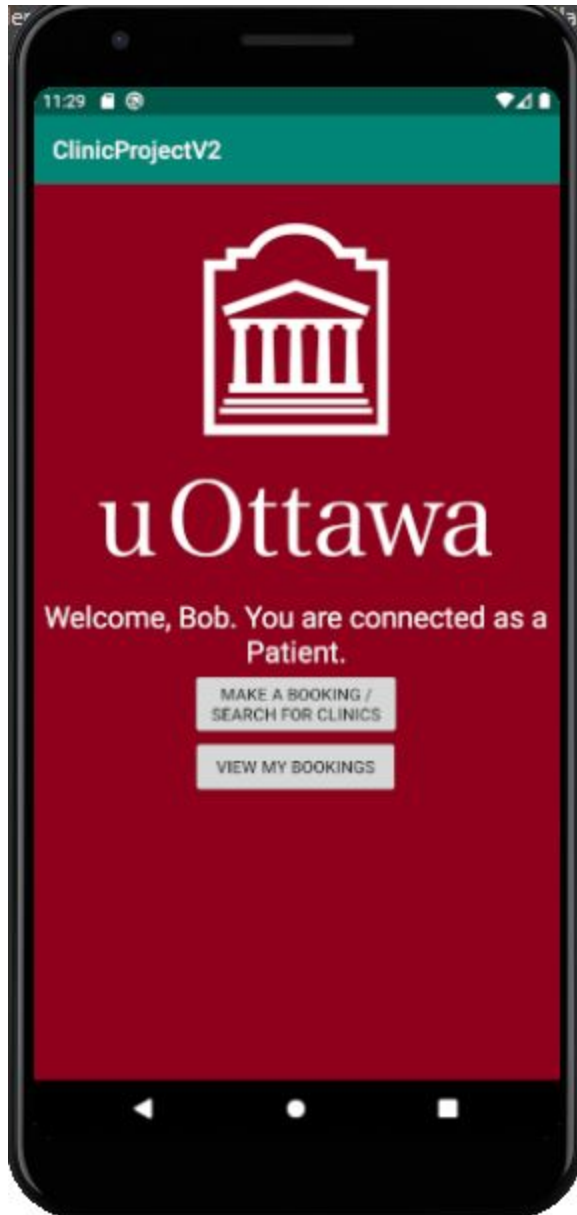 11:29
ClinicProjectV2
uOttawa
Welcome, Bob. You are connected as a
Patient.
MAKE A BOOKING /
SEARCH FOR CLINICS
VIEW MY BOOKINGS